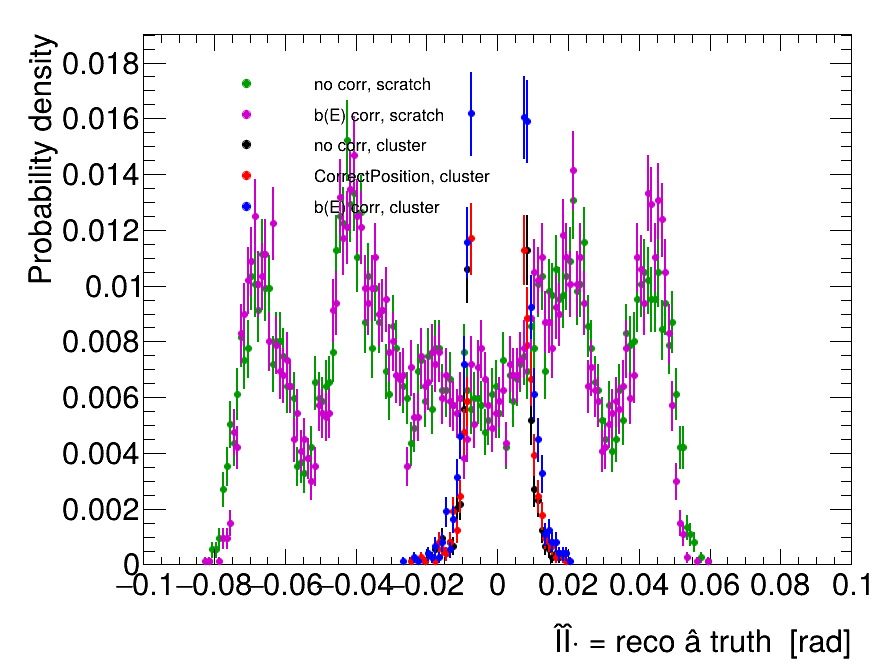 Probability density
0.018
0.016
0.014
0.012
0.01
0.008
0.006
0.004
0.002
0
no corr, scratch
b(E) corr, scratch
no corr, cluster
CorrectPosition, cluster
b(E) corr, cluster
−0.1 −0.08 −0.06 −0.04 −0.02 0 0.02 0.04 0.06 0.08 0.1
ÎÎ· = reco â truth [rad]